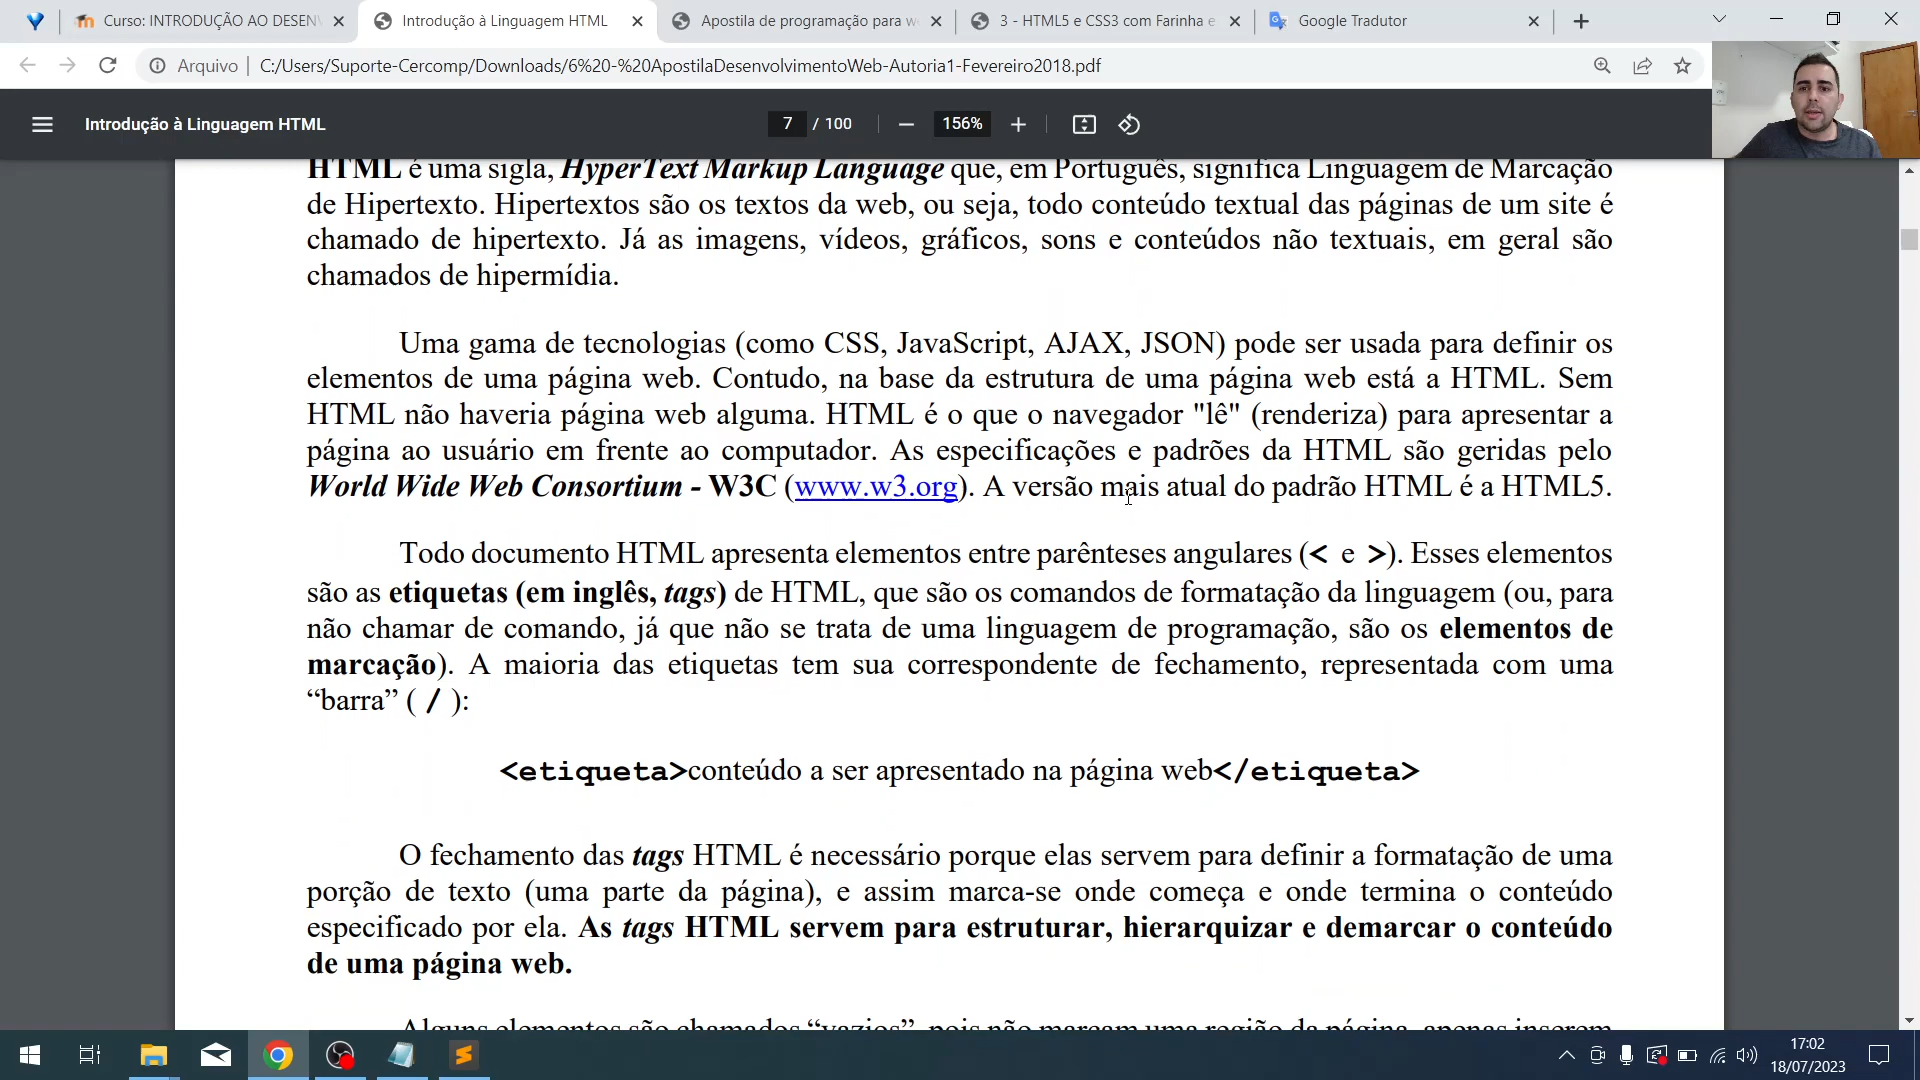 Curso: INTRODUÇÃO AO DESEN
Introdução à Linguagem HTML
Apostila de programação para w
3 - HTML5 e CSS3 com Farinha e
Google Tradutor
Arquivo
C:/Users/Suporte-Cercomp/Downloads/6%20-%20ApostilaDesenvolvimentoWeb-Autoria1-Fevereiro2018.pdf
Introdução à Linguagem HTML
7 / 100
156%
HTML é uma sigla, HyperText Markup Language que, em Português, significa Linguagem de Marcação
de Hipertexto. Hipertextos são os textos da web, ou seja, todo conteúdo textual das páginas de um site é
chamado de hipertexto. Já as imagens, vídeos, gráficos, sons e conteúdos não textuais, em geral são
chamados de hipermídia.
Uma gama de tecnologias (como CSS, JavaScript, AJAX, JSON) pode ser usada para definir os
elementos de uma página web. Contudo, na base da estrutura de uma página web está a HTML. Sem
HTML não haveria página web alguma. HTML é o que o navegador "lê" (renderiza) para apresentar a
página ao usuário em frente ao computador. As especificações e padrões da HTML são geridas pelo
World Wide Web Consortium - W3C (www.w3.org). A versão mais atual do padrão HTML é a HTML5.
Todo documento HTML apresenta elementos entre parênteses angulares (< e >). Esses elementos
são as etiquetas (em inglês, tags) de HTML, que são os comandos de formatação da linguagem (ou, para
não chamar de comando, já que não se trata de uma linguagem de programação, são os elementos de
marcação). A maioria das etiquetas tem sua correspondente de fechamento, representada com uma
“barra” ( / ):
<etiqueta>conteúdo a ser apresentado na página web</etiqueta>
O fechamento das tags HTML é necessário porque elas servem para definir a formatação de uma
porção de texto (uma parte da página), e assim marca-se onde começa e onde termina o conteúdo
especificado por ela. As tags HTML servem para estruturar, hierarquizar e demarcar o conteúdo
de uma página web.
Alguns elementos são chamados “vazios”, pois não marcam uma região da página, apenas inserem
17:02
18/07/2023